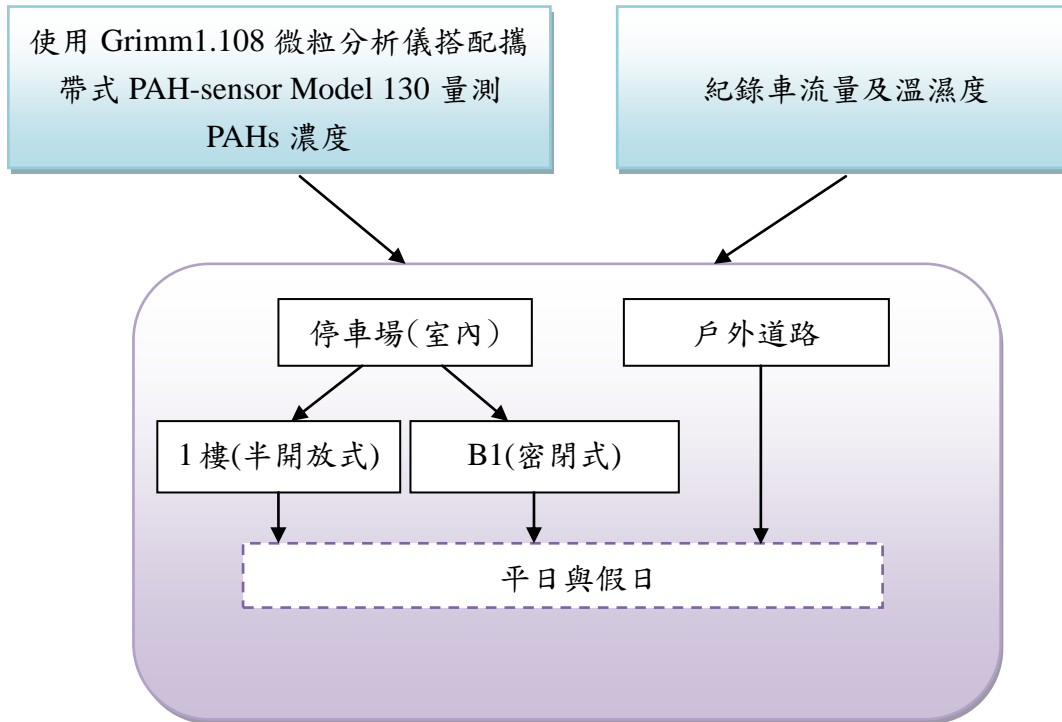 使用 Grimm1.108 微粒分析儀搭配攜
帶式 PAH-sensor Model 130 量測
PAHs 濃度
紀錄車流量及溫濕度
停車場(室內)
戶外道路
1 樓(半開放式)
B1(密閉式)
平日與假日